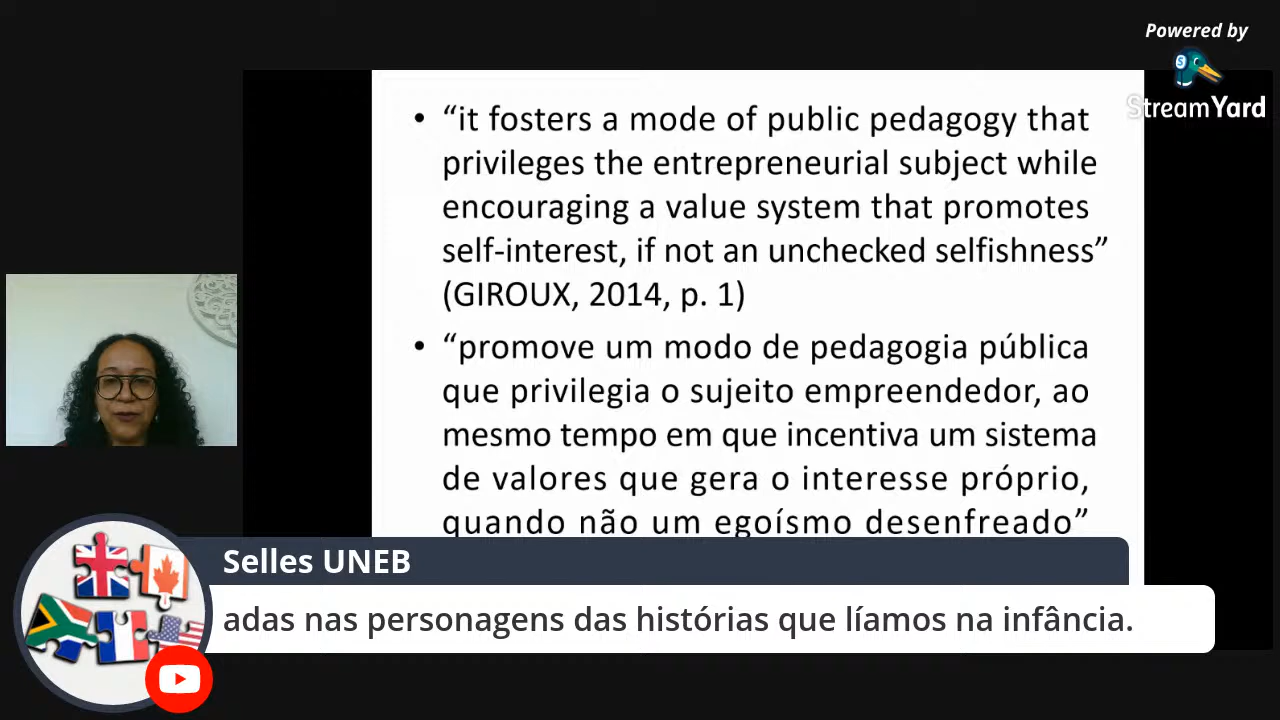 Powered by
StreamYard
• “it fosters a mode of public pedagogy that
privileges the entrepreneurial subject while
encouraging a value system that promotes
self-interest, if not an unchecked selfishness”
(GIROUX, 2014, p. 1)
• “promove um modo de pedagogia pública
que privilegia o sujeito empreendedor, ao
mesmo tempo em que incentiva um sistema
de valores que gera o interesse próprio,
quando não um egoísmo desenfreado”
Selles UNEB
adas nas personagens das histórias que líamos na infância.